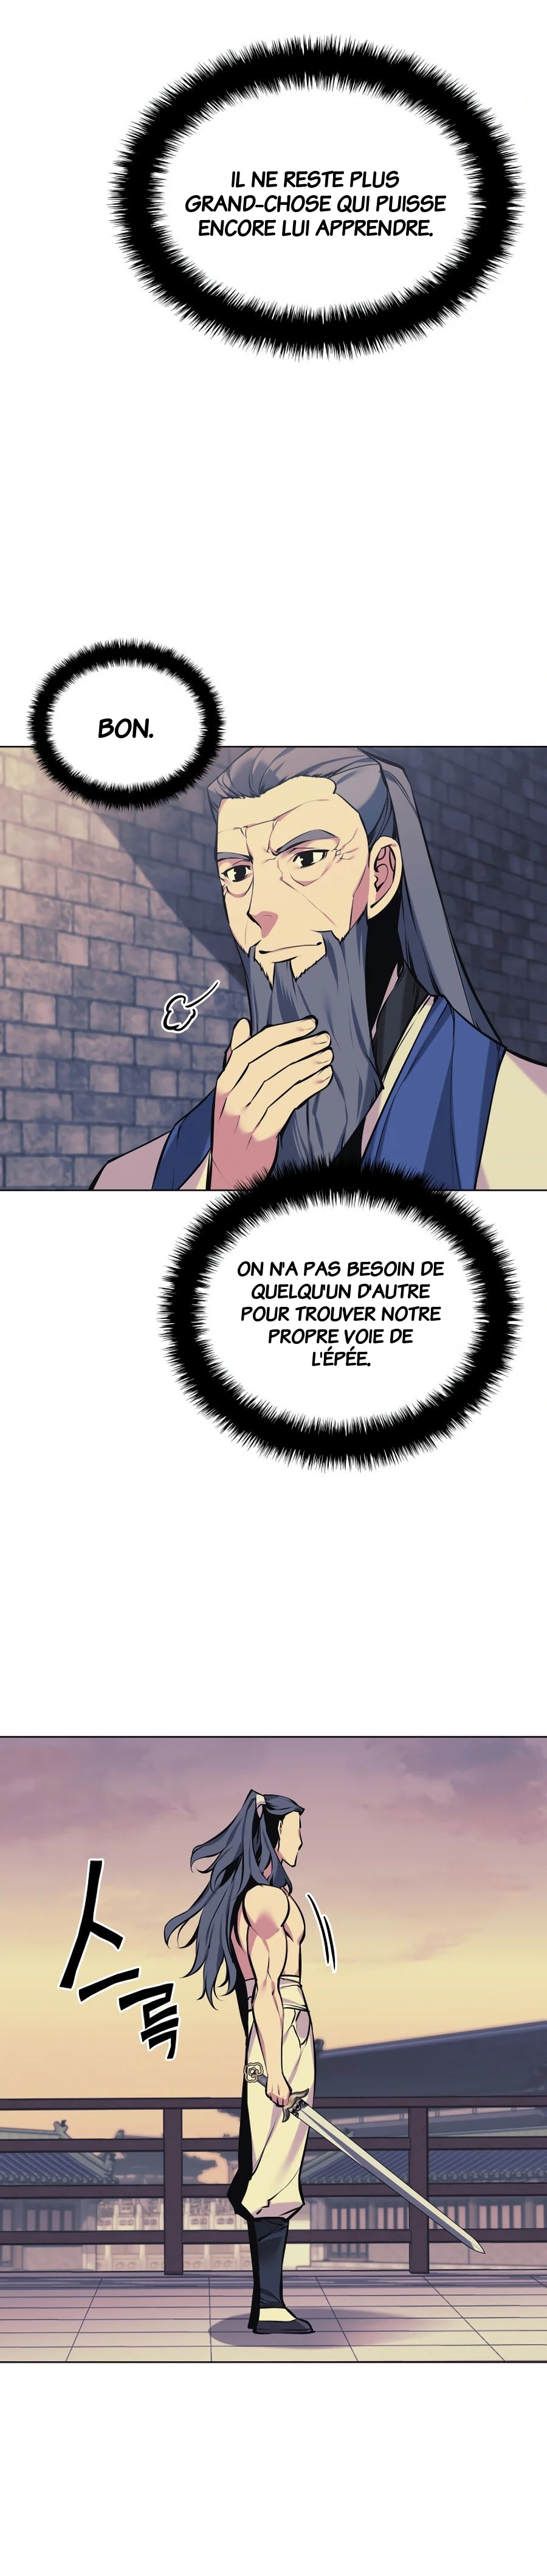 IL NE RESTE PLUS
GRAND-CHOSE QUI PUISSE
ENCORE LUI APPRENDRE.
BON.
ON N'A PAS BESOIN DE
QUELQU'UN D'AUTRE
POUR TROUVER NOTRE
PROPRE VOIE DE
L'ÉPÉE.
스륵